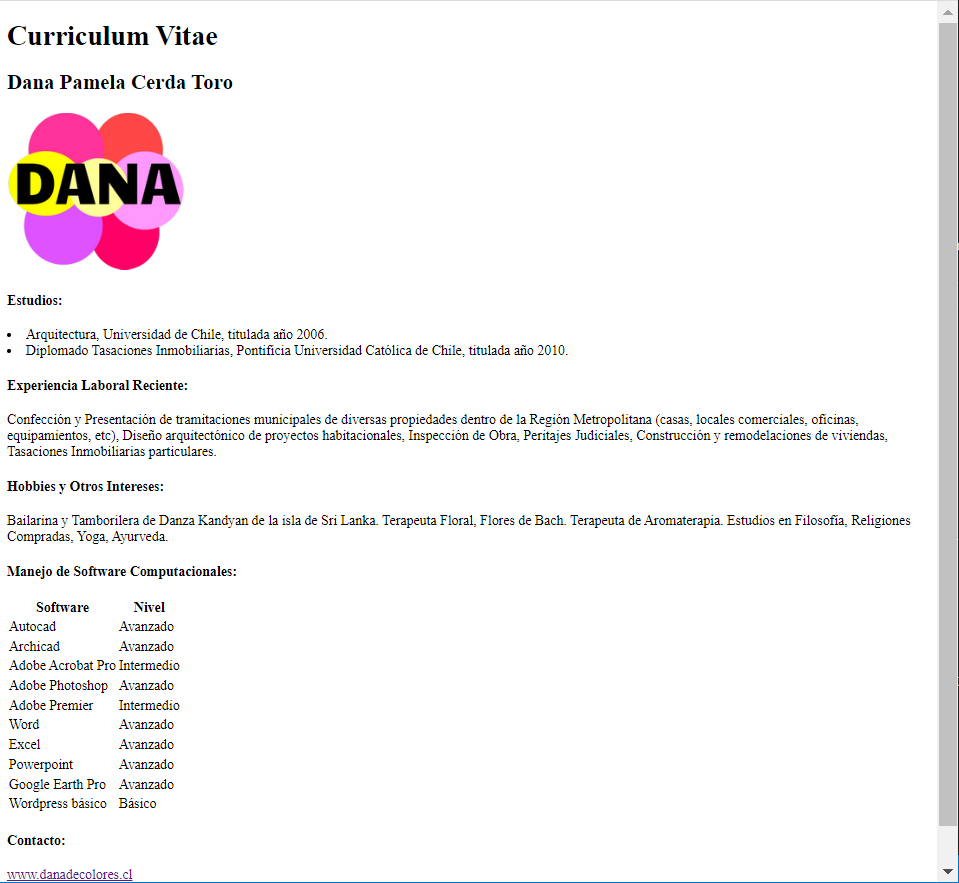 Curriculum Vitae
Dana Pamela Cerda Toro
DANA
Estudios:
• Arquitectura, Universidad de Chile, titulada año 2006.
• Diplomado Tasaciones Inmobiliarias, Pontificia Universidad Católica de Chile, titulada año 2010.
Experiencia Laboral Reciente:
Confección y Presentación de tramitaciones municipales de diversas propiedades dentro de la Región Metropolitana (casas, locales comerciales, oficinas,
equipamientos, etc), Diseño arquitectónico de proyectos habitacionales, Inspección de Obra, Peritajes Judiciales, Construcción y remodelaciones de viviendas,
Tasaciones Inmobiliarias particulares.
Hobbies y Otros Intereses:
Bailarina y Tamborilera de Danza Kandyan de la isla de Sri Lanka. Terapeuta Floral, Flores de Bach. Terapeuta de Aromaterapia. Estudios en Filosofía, Religiones
Compradas, Yoga, Ayurveda.
Manejo de Software Computacionales:
Software Nivel
Autocad Avanzado
Archicad Avanzado
Adobe Acrobat Pro Intermedio
Adobe Photoshop Avanzado
Adobe Premier Intermedio
Word Avanzado
Excel Avanzado
Powerpoint Avanzado
Google Earth Pro Avanzado
Wordpress básico Básico
Contacto:
www.danadecolores.cl